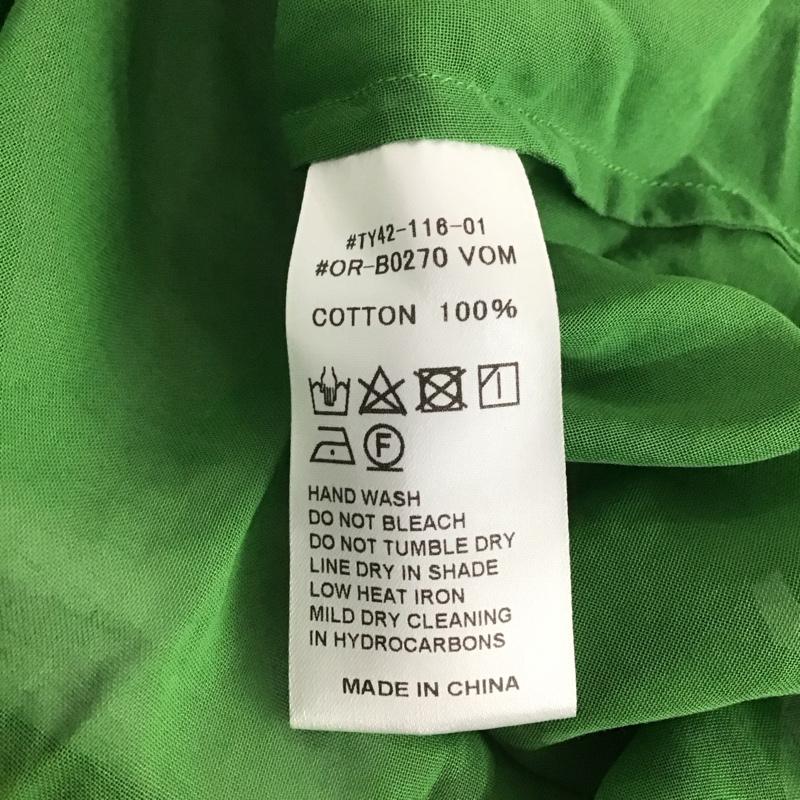 #TY42-116-01
#OR-B0270 VOM
COTTON 100%
F
HAND WASH
DO NOT BLEACH
DO NOT TUMBLE DRY
LINE DRY IN SHADE
LOW HEAT IRON
MILD DRY CLEANING
IN HYDROCARBONS
MADE IN CHINA